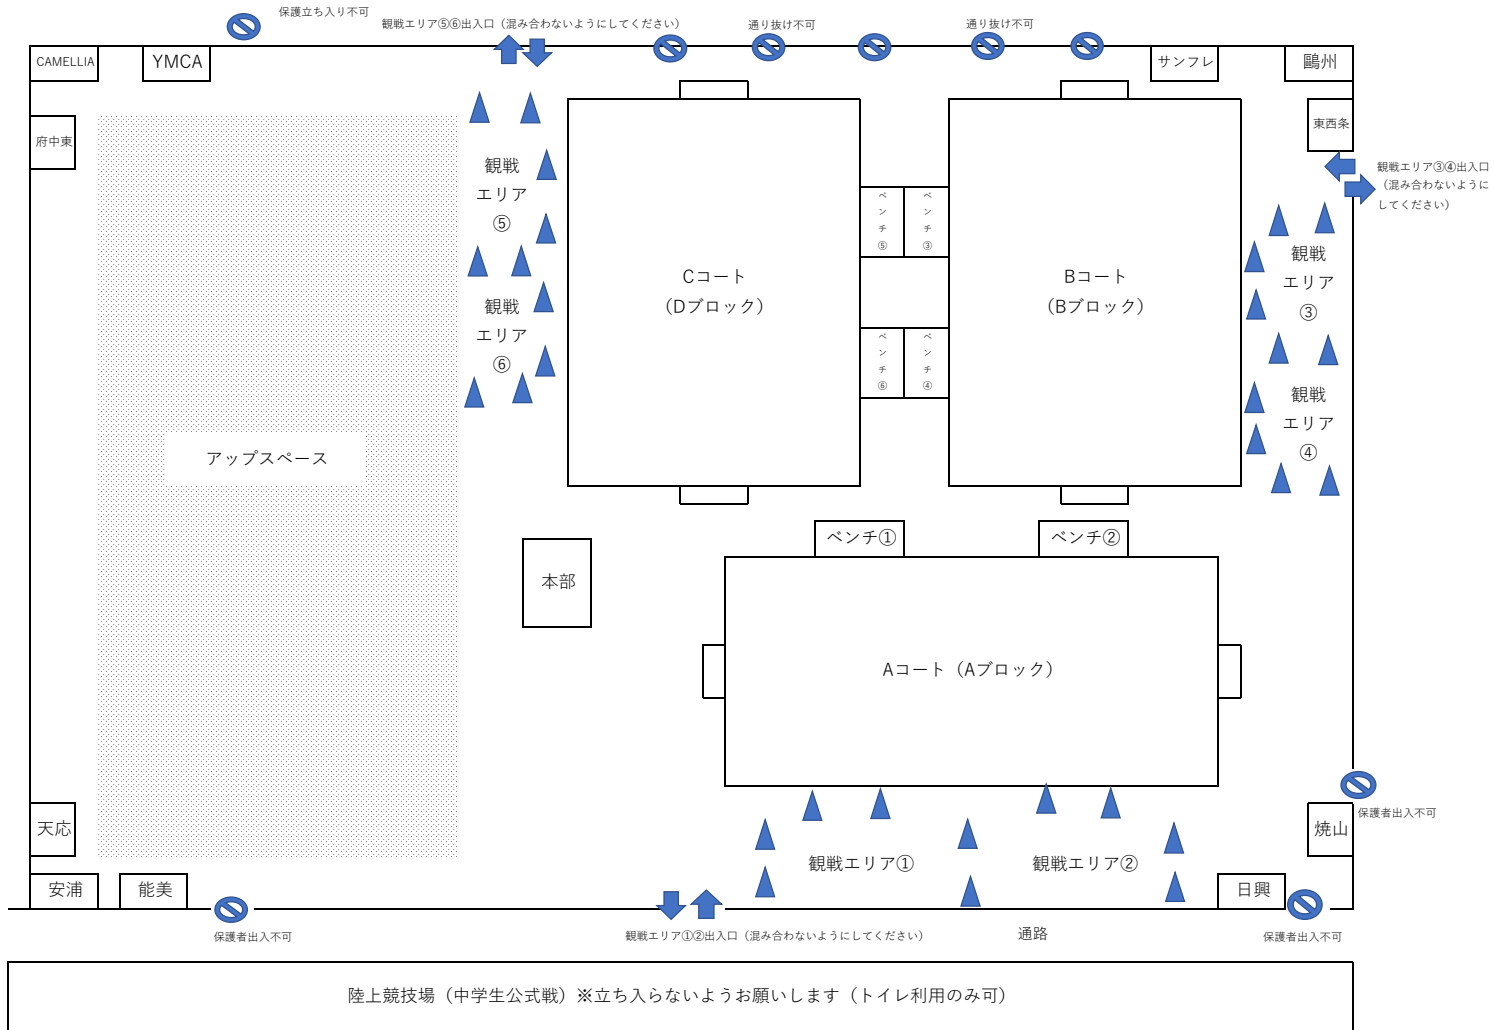 保護立ち入り不可
観戦エリア⑤⑥出入口（混み合わないようにしてください）
通り抜け不可
通り抜け不可
CAMELLIA
YMCA
サンフレ
鷗州
府中東
東西条
観戦エリア③④出入口
（混み合わないように
してください）
観戦
エリア
⑤
観戦
エリア
⑥
Cコート
（Dブロック）
ベンチ⑤
ベンチ③
ベンチ⑥
ベンチ④
Bコート
（Bブロック）
観戦
エリア
③
観戦
エリア
④
アップスペース
ベンチ①
ベンチ②
本部
Aコート（Aブロック）
天応
焼山
保護者出入不可
観戦エリア①
観戦エリア②
安浦
能美
日興
保護者出入不可
観戦エリア①②出入口（混み合わないようにしてください）
通路
保護者出入不可
陸上競技場（中学生公式戦）※立ち入らないようお願いします（トイレ利用のみ可）